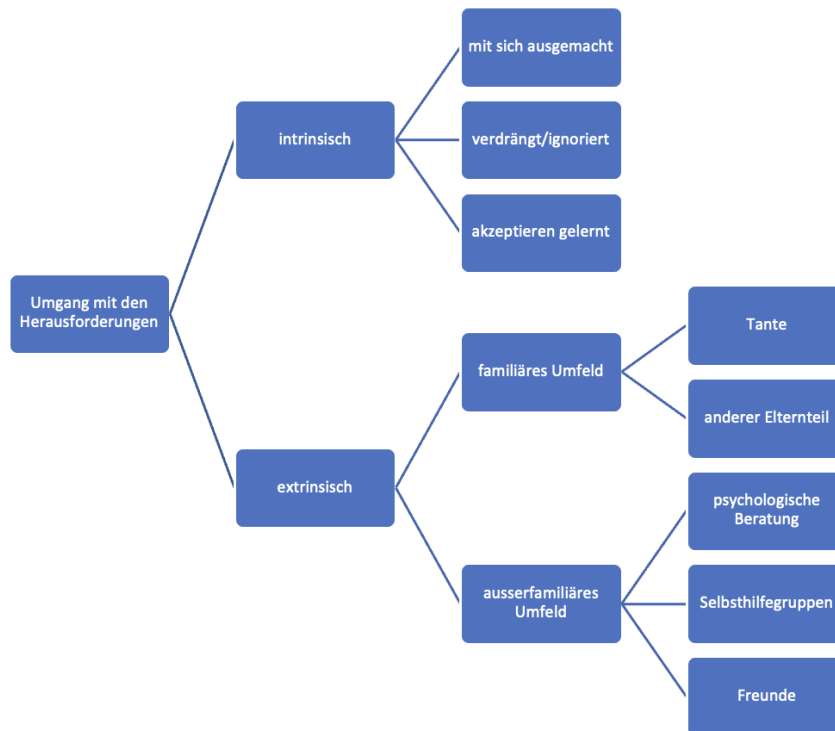 Umgang mit den
Herausforderungen
intrinsisch
mit sich ausgemacht
verdrängt/ignoriert
akzeptieren gelernt
extrinsisch
familiäres Umfeld
Tante
anderer Elternteil
ausserfamiliäres
Umfeld
psychologische
Beratung
Selbsthilfegruppen
Freunde